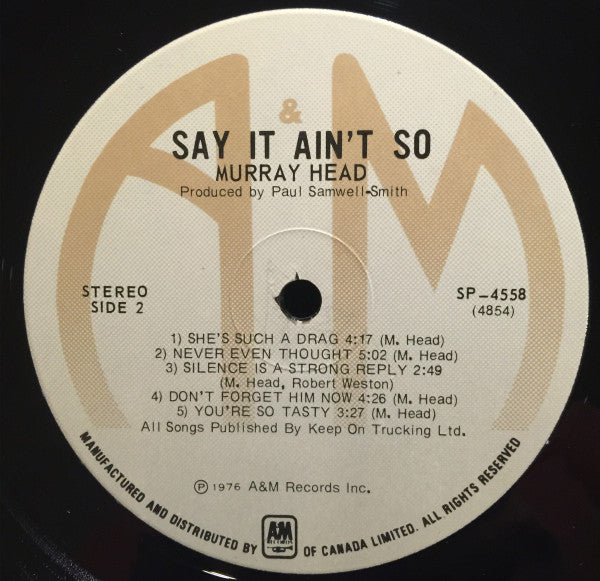 A & M
SAY IT AIN'T SO
MURRAY HEAD
Produced by Paul Samwell-Smith
STEREO
SIDE 2
SP-4558
(4854)
1) SHE'S SUCH A DRAG 4:17 (M. Head)
2) NEVER EVEN THOUGHT 5:02 (M. Head)
3) SILENCE IS A STRONG REPLY 2:49
(M. Head, Robert Weston)
4) DON'T FORGET HIM NOW 4:26 (M. Head)
5) YOU'RE SO TASTY 3:27 (M. Head)
All Songs Published By Keep On Trucking Ltd.
Ⓟ 1976 A&M Records Inc.
MANUFACTURED AND DISTRIBUTED BY A&M RECORDS OF CANADA LIMITED. ALL RIGHTS RESERVED